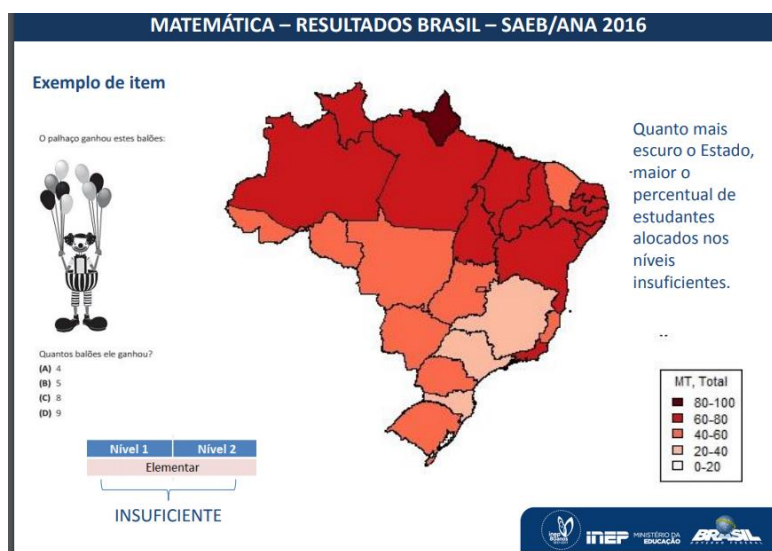 MATEMÁTICA – RESULTADOS BRASIL – SAEB/ANA 2016
Exemplo de item
O palhaço ganhou estes balões:
Quantos balões ele ganhou?
(A) 4
(B) 5
(C) 8
(D) 9
Nível 1 Nível 2
Elementar
INSUFICIENTE
Quanto mais
escuro o Estado,
maior o
percentual de
estudantes
alocados nos
níveis
insuficientes.
MT, Total
80-100
60-80
40-60
20-40
0-20
inep
INEP
MINISTÉRIO DA
EDUCAÇÃO
BRASIL